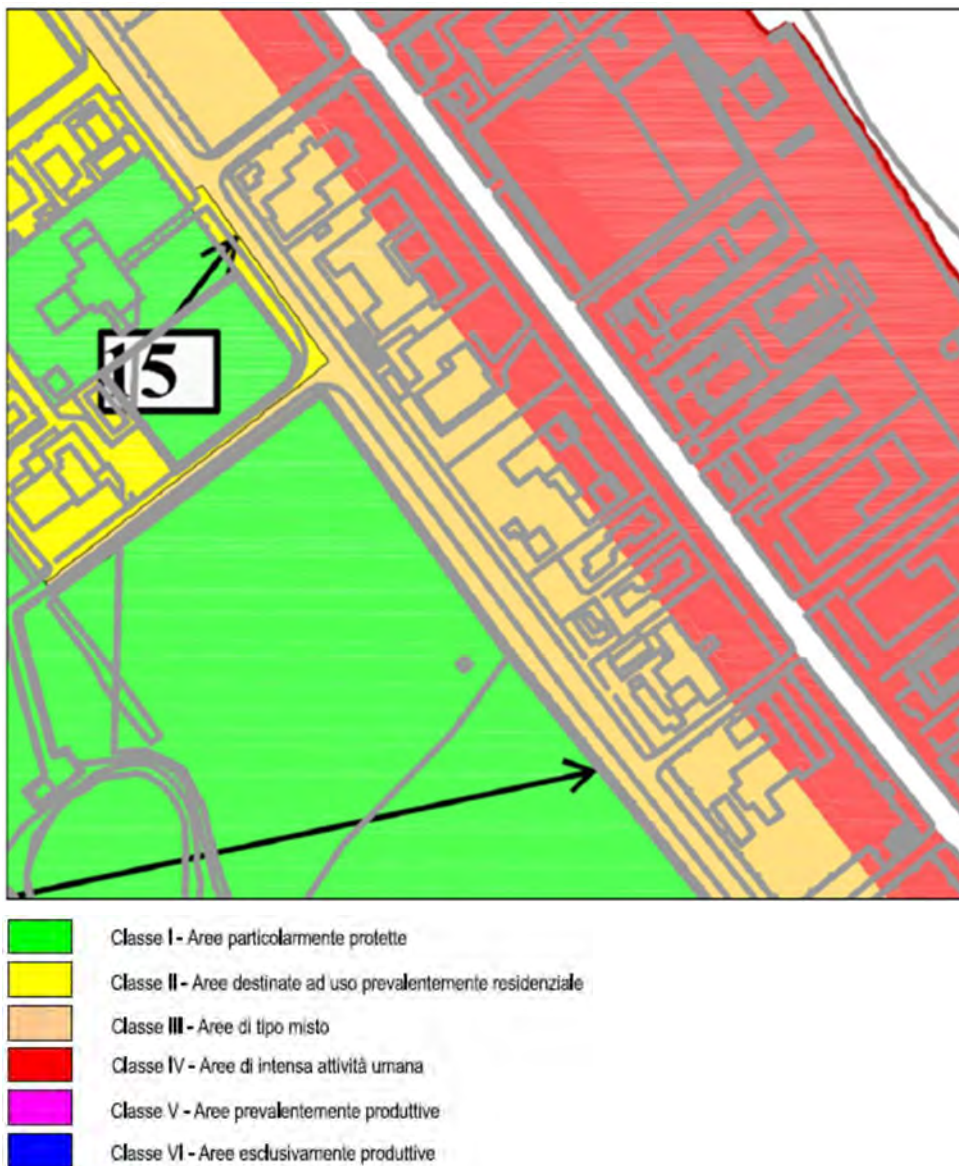 15
Classe I - Aree particolarmente protette
Classe II - Aree destinate ad uso prevalentemente residenziale
Classe III - Aree di tipo misto
Classe IV - Aree di intensa attività umana
Classe V - Aree prevalentemente produttive
Classe VI - Aree esclusivamente produttive